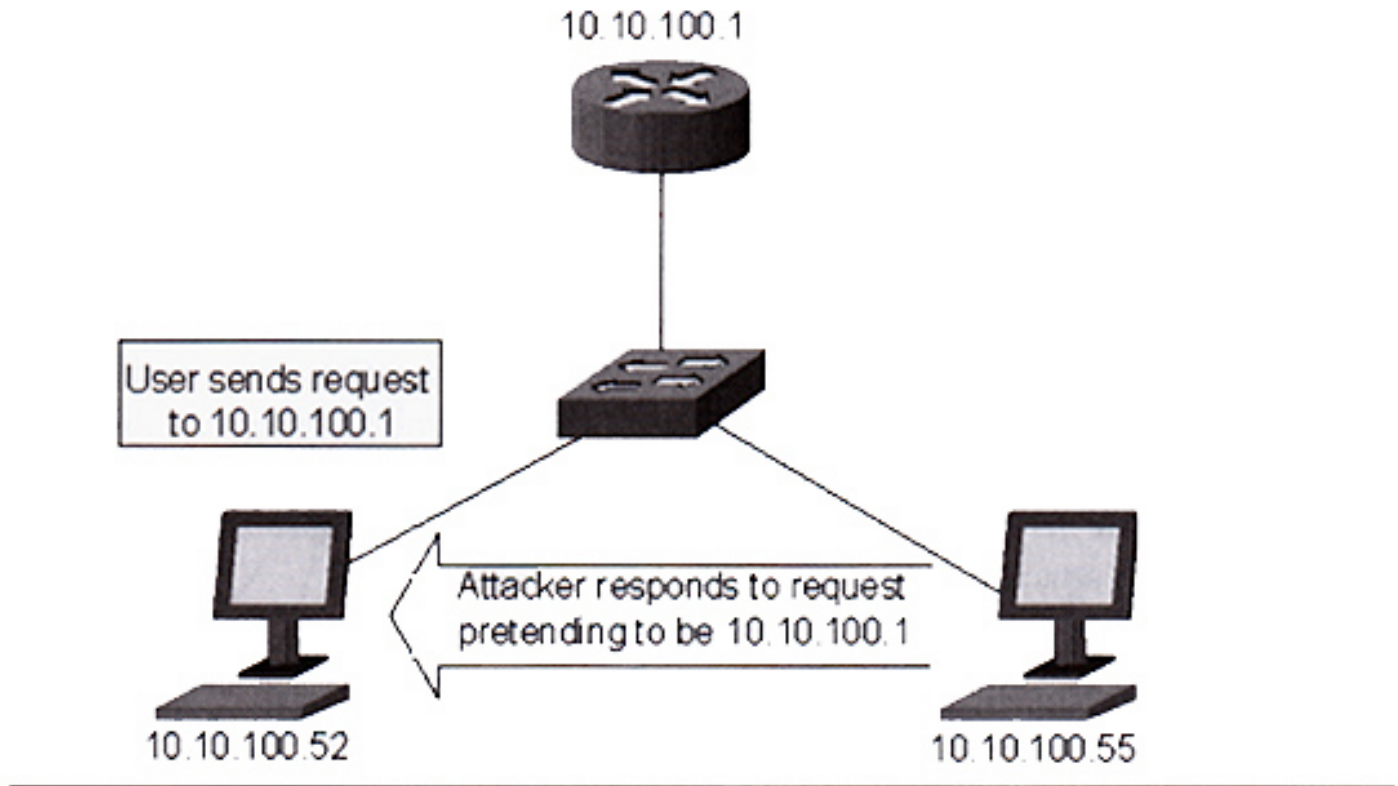 10.10.100.1
User sends request
to 10.10.100.1
Attacker responds to request
pretending to be 10.10.100.1
10.10.100.52
10.10.100.55